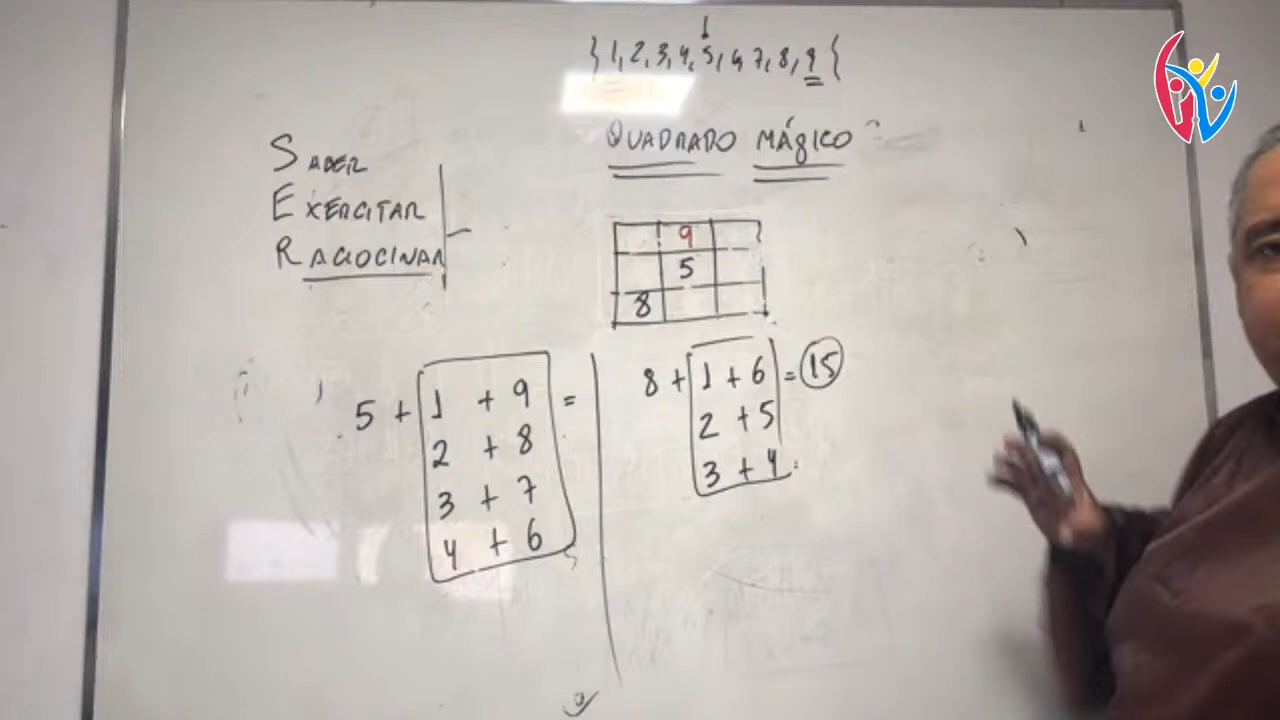 } 1, 2, 3, 4, 5, 6, 7, 8, 9 {
QUADRADO MÁGICO
SABER
EXERCITAR
RACIOCINAR
9
5
8
5 + 1 + 9 =
2 + 8
3 + 7
4 + 6
8 + 1 + 6 = 15
2 + 5
3 + 4